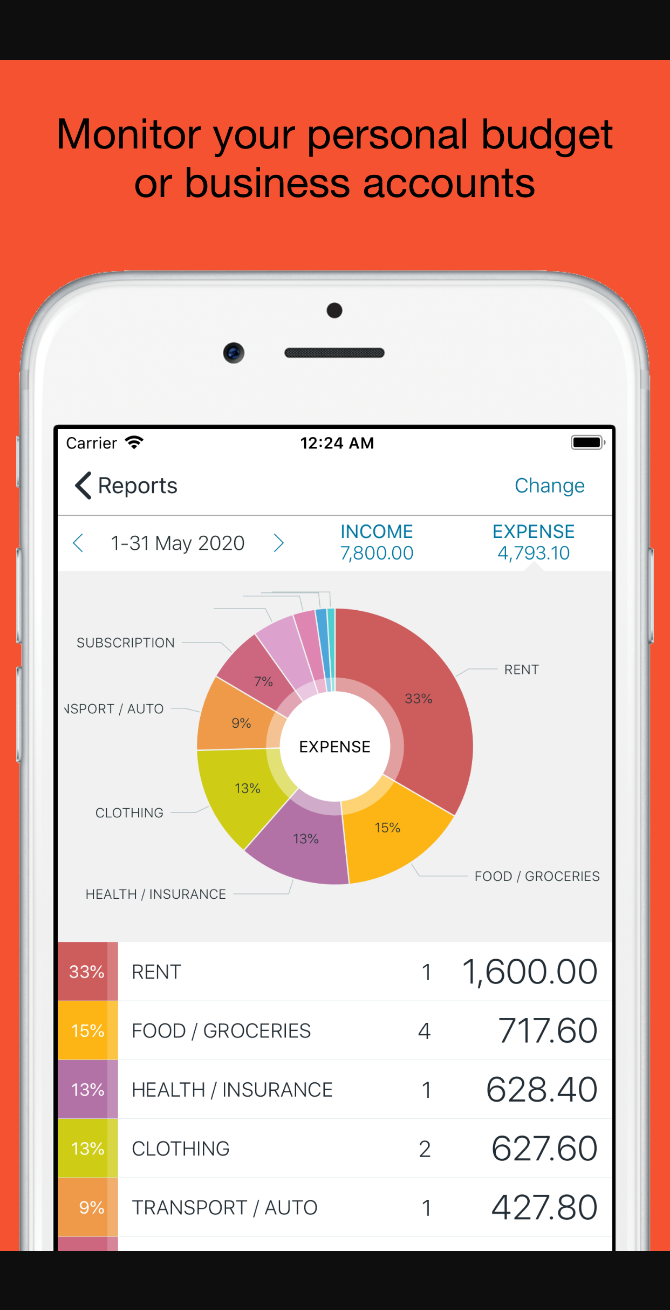 Monitor your personal budget
or business accounts
Carrier 12:24 AM
Reports Change
1-31 May 2020
INCOME
7,800.00
EXPENSE
4,793.10
SUBSCRIPTION
RENT
33%
7%
NSPORT / AUTO
9%
EXPENSE
13%
CLOTHING
15%
13%
FOOD / GROCERIES
HEALTH / INSURANCE
33% RENT 1 1,600.00
15% FOOD / GROCERIES 4 717.60
13% HEALTH / INSURANCE 1 628.40
13% CLOTHING 2 627.60
9% TRANSPORT / AUTO 1 427.80